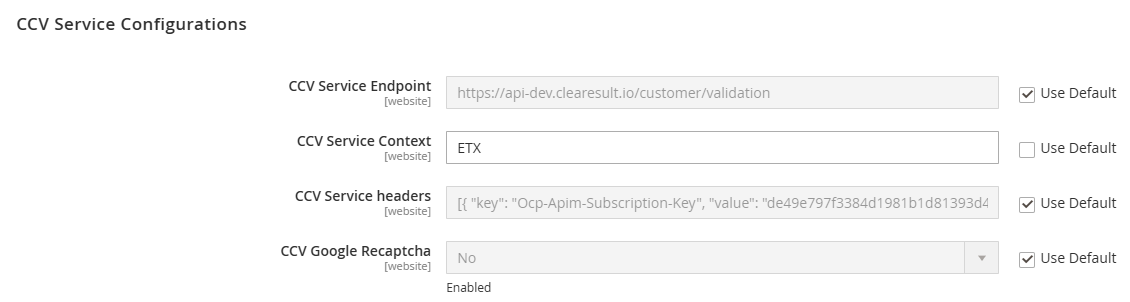 CCV Service Configurations
CCV Service Endpoint
[website]
https://api-dev.clearesult.io/customer/validation
Use Default
CCV Service Context
[website]
ETX
Use Default
CCV Service headers
[website]
[{ "key": "Ocp-Apim-Subscription-Key", "value": "de49e797f3384d1981b1d81393d4
Use Default
CCV Google Recaptcha
[website]
No
Use Default
Enabled